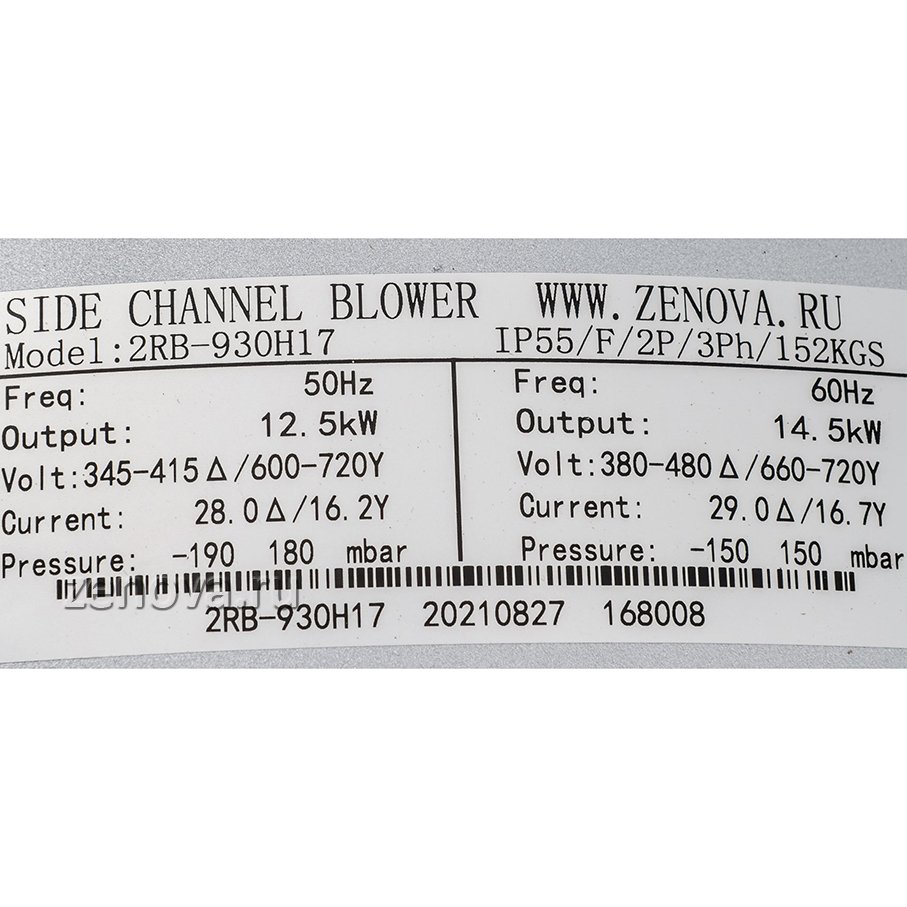 SIDE CHANNEL BLOWER WWW.ZENOVA.RU
Model:2RB-930H17 IP55/F/2P/3Ph/152KGS
Freq: 50Hz
Output: 12.5kW
Volt:345-415Δ/600-720Y
Current: 28.0Δ/16.2Y
Pressure: -190 180 mbar
Freq: 60Hz
Output: 14.5kW
Volt:380-480Δ/660-720Y
Current: 29.0Δ/16.7Y
Pressure: -150 150 mbar
zenova.ru
2RB-930H17 20210827 168008